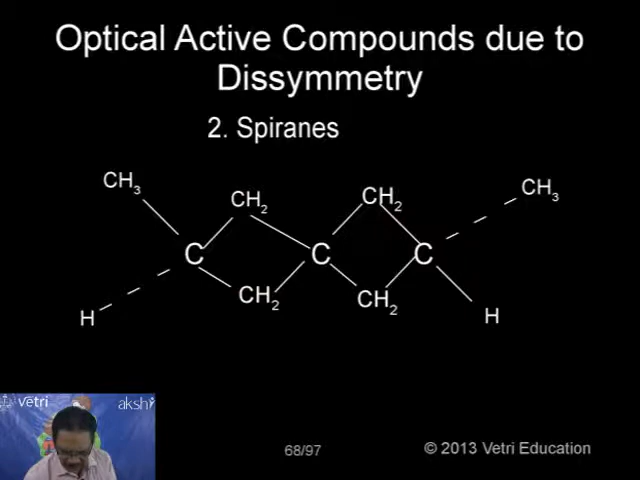 Optical Active Compounds due to
Dissymmetry
2. Spiranes
CH3 CH2 CH2 CH3
C C C
H CH2 CH2 H
vetri akshi
68/97 © 2013 Vetri Education